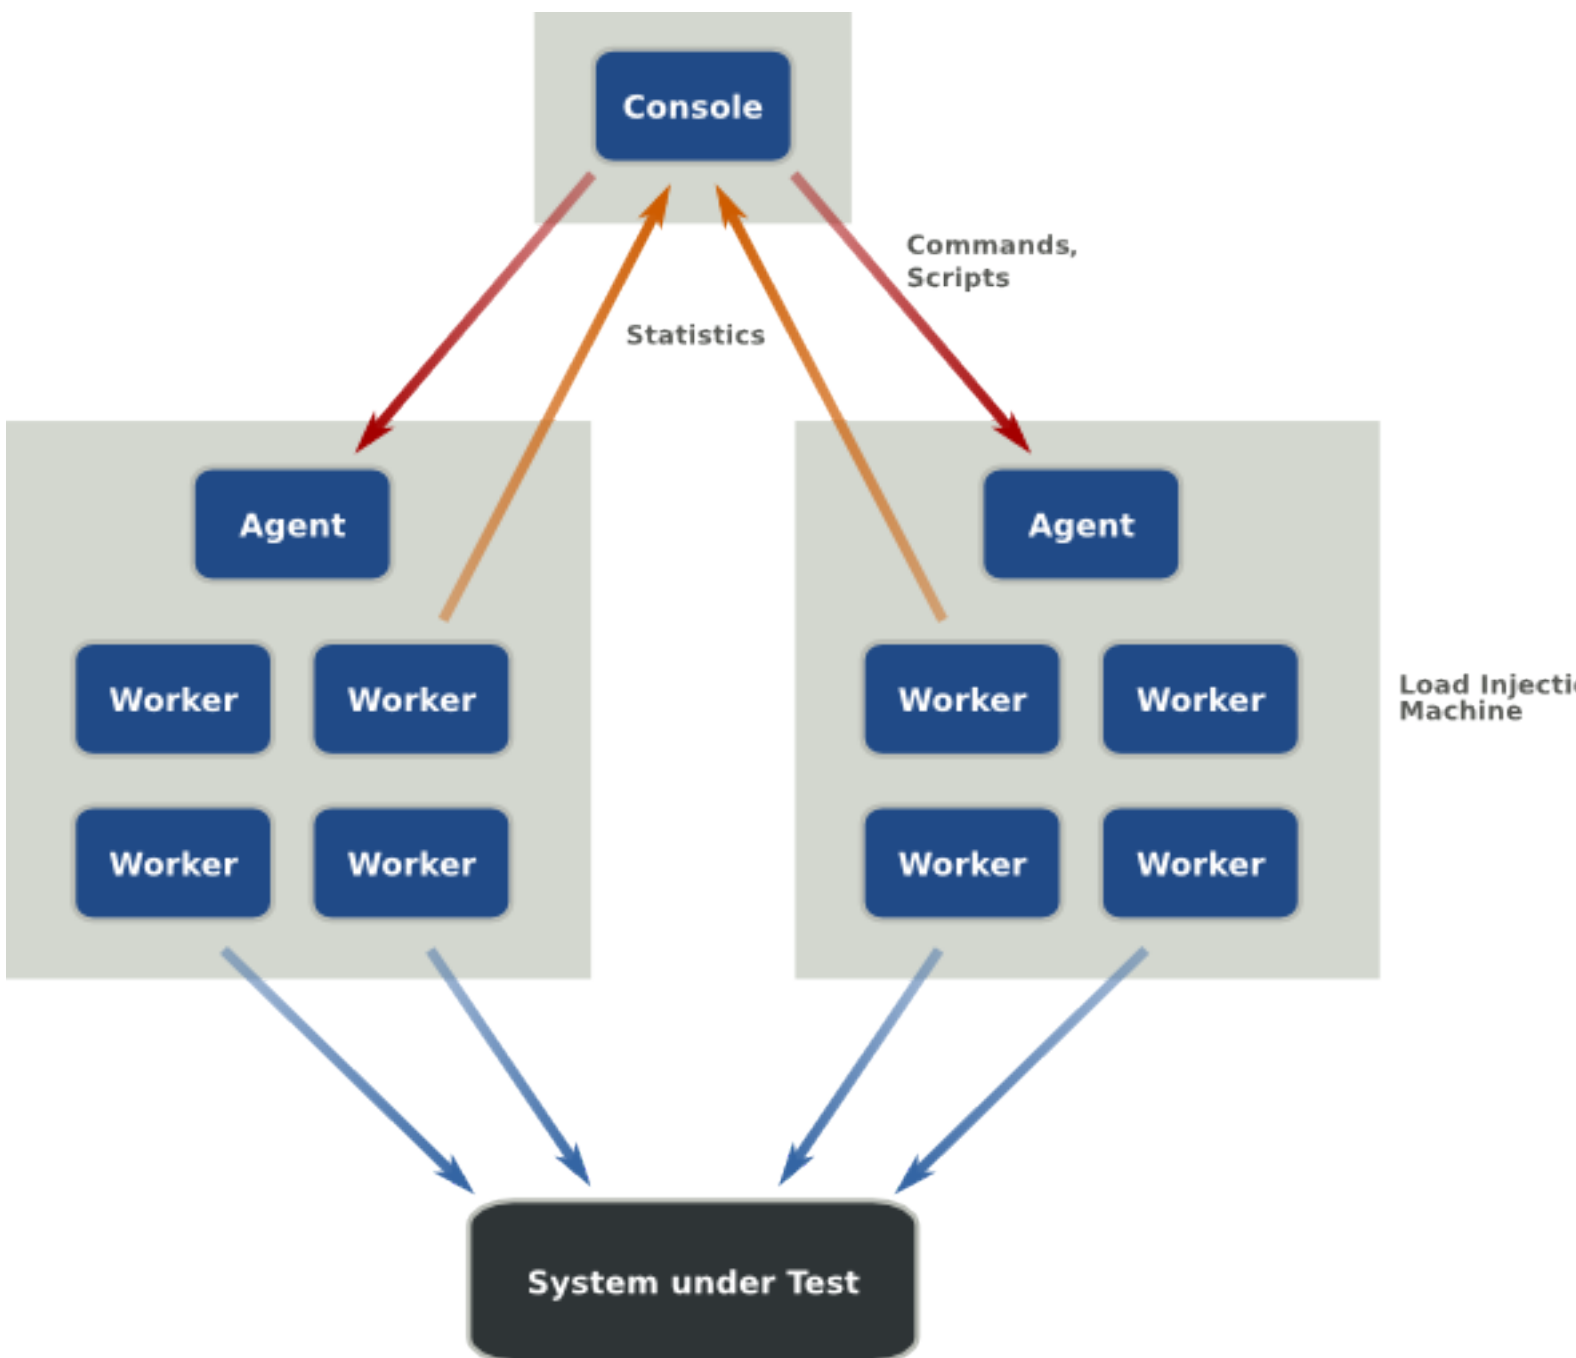 Console
Commands,
Scripts
Statistics
Agent
Agent
Worker
Worker
Worker
Worker
Load
Machine
Worker
Worker
Worker
Worker
System under Test